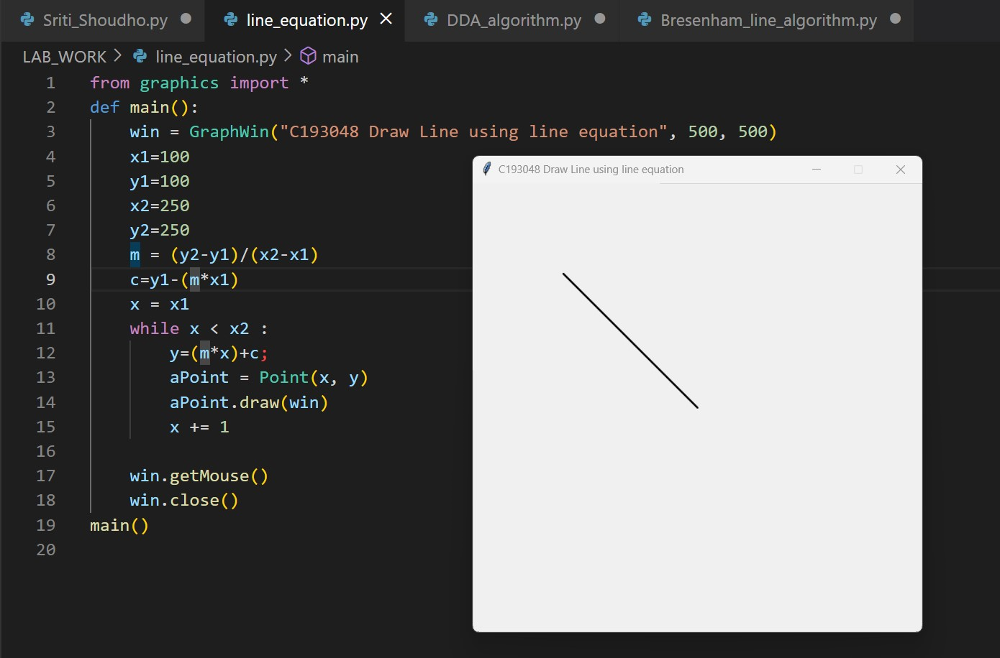 Sriti_Shoudho.py line_equation.py DDA_algorithm.py Bresenham_line_algorithm.py
LAB_WORK > line_equation.py > main
1 from graphics import *
2 def main():
3 win = GraphWin("C193048 Draw Line using line equation", 500, 500)
4 x1=100
5 y1=100
6 x2=250
7 y2=250
8 m = (y2-y1)/(x2-x1)
9 c=y1-(m*x1)
10 x = x1
11 while x < x2 :
12 y=(m*x)+c;
13 aPoint = Point(x, y)
14 aPoint.draw(win)
15 x += 1
16
17 win.getMouse()
18 win.close()
19 main()
20
C193048 Draw Line using line equation